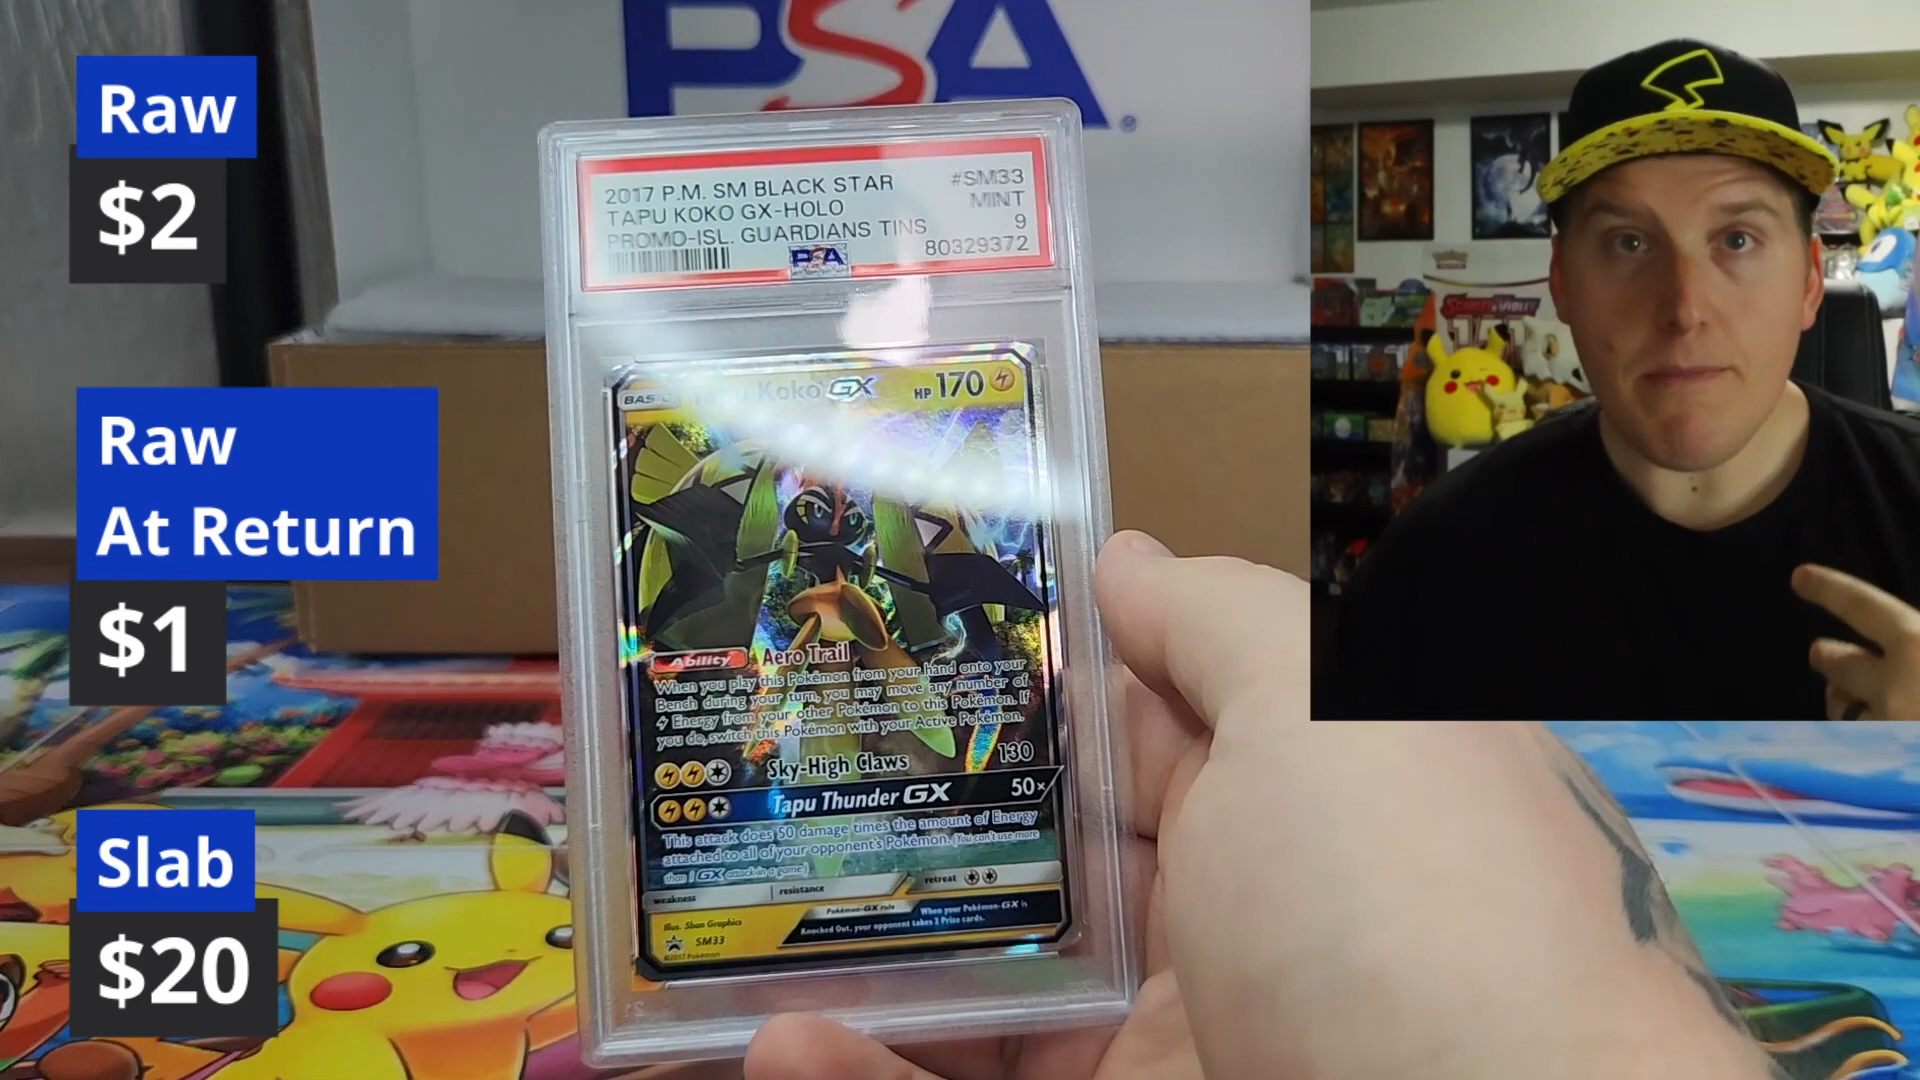 Raw
$2
Raw
At Return
$1
Slab
$20
PSA
®
2017 P.M. SM BLACK STAR #SM33
TAPU KOKO GX-HOLO MINT
PROMO-ISL. GUARDIANS TINS 9
80329372
PSA
BASIC Koko GX HP 170
Ability Aero Trail
When you play this Pokémon from your hand onto your
Bench during your turn, you may move any number of
Energy from your other Pokémon to this Pokémon. If
you do, switch this Pokémon with your Active Pokémon.
Sky-High Claws 130
Tapu Thunder GX 50×
This attack does 50 damage times the amount of Energy
attached to all of your opponent's Pokémon. (You can't use more
than 1 GX attack in a game.)
weakness resistance retreat
Pokémon-GX rule When your Pokémon-GX is
Knocked Out, your opponent takes 2 Prize cards.
Illus. 5ban Graphics
SM33
©2017 Pokémon